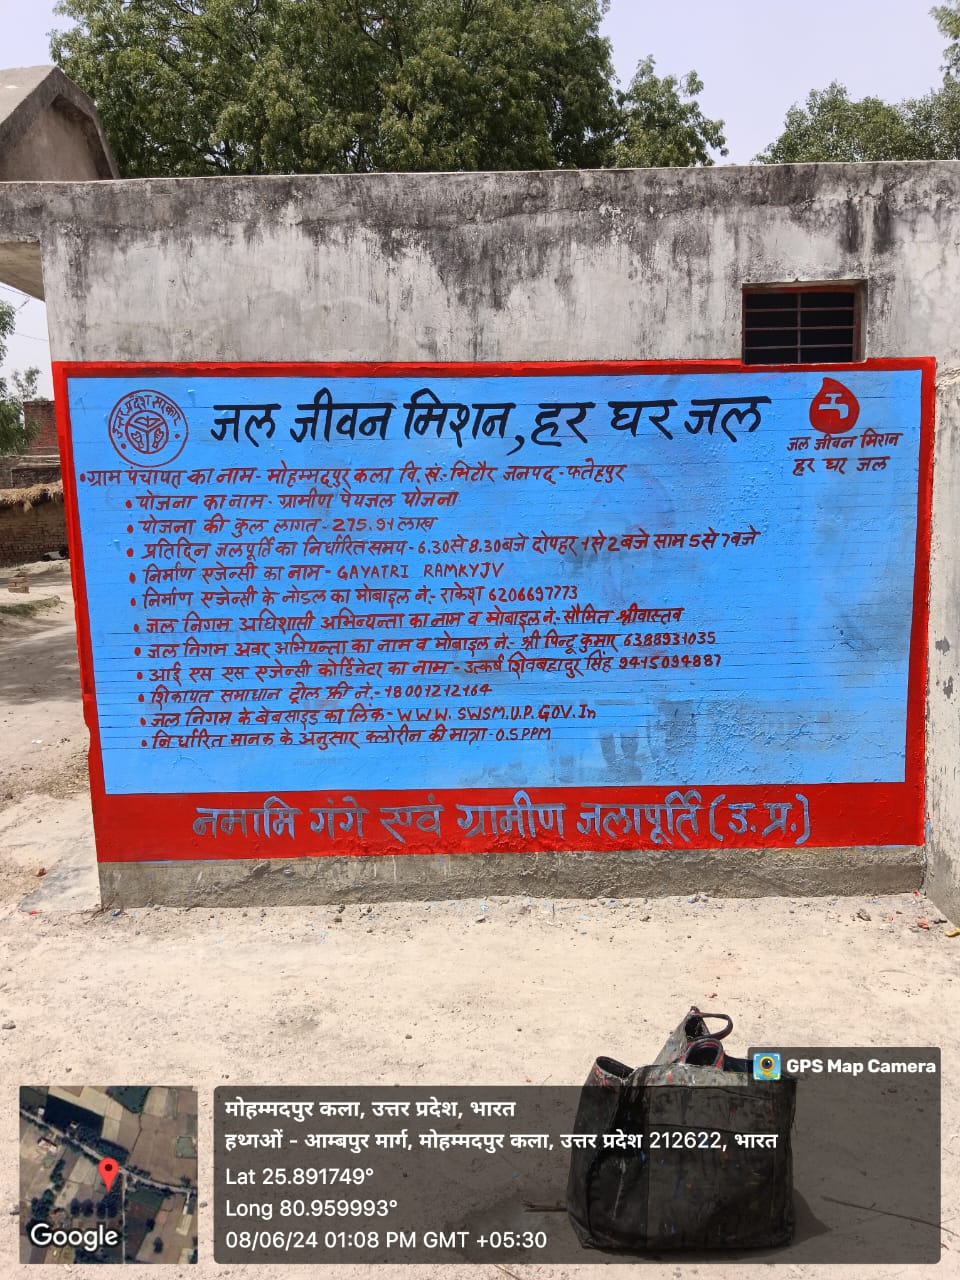 उत्तर प्रदेश सरकार
जल जीवन मिशन, हर घर जल
जल जीवन मिशन
हर घर जल
•ग्राम पंचायत का नाम- मोहम्मदपुर कला वि.खं:-भिटौर जनपद-फतेहपुर
• योजना का नाम- ग्रामीण पेयजल योजना
• योजना की कुल लागत-275.91लाख
• प्रतिदिन जलपूर्ति का निर्धारित समय-6.30से8.30बजे दोपहर 1से2बजे साम5से7बजे
• निर्माण एजेन्सी का नाम- GAYATRI RAMKYJV
• निर्माण एजेन्सी के नोडल का मोबाइल नं.- राकेश 6206697773
• जल निगम अधिशासी अभियन्यता का नाम व मोबाइल नं.-सौमित श्रीवास्तव
• जल निगम अवर अभियन्यता का नाम व मोबाइल नं.- श्री पिन्टू कुमार 6388931035
• आई एस एस एजेन्सी कोर्डिनेटर का नाम-उत्कर्ष शिवबहादुर सिंह 9415094887
• शिकायत समाधान ट्रोल फ्री नं.-18001212164
• जल निगम के बेबसाइड का लिंक-WWW.SWSM.U.P.GOV.In
• निर्धारित मानक के अनुसार क्लोरीन की मात्रा-0.5PPM
नमामि गंगे एवं ग्रामीण जलापूर्ति (उ.प्र.)
GPS Map Camera
मोहम्मदपुर कला, उत्तर प्रदेश, भारत
हथगओं - आम्बपुर मार्ग, मोहम्मदपुर कला, उत्तर प्रदेश 212622, भारत
Lat 25.891749°
Long 80.959993°
08/06/24 01:08 PM GMT +05:30
Google